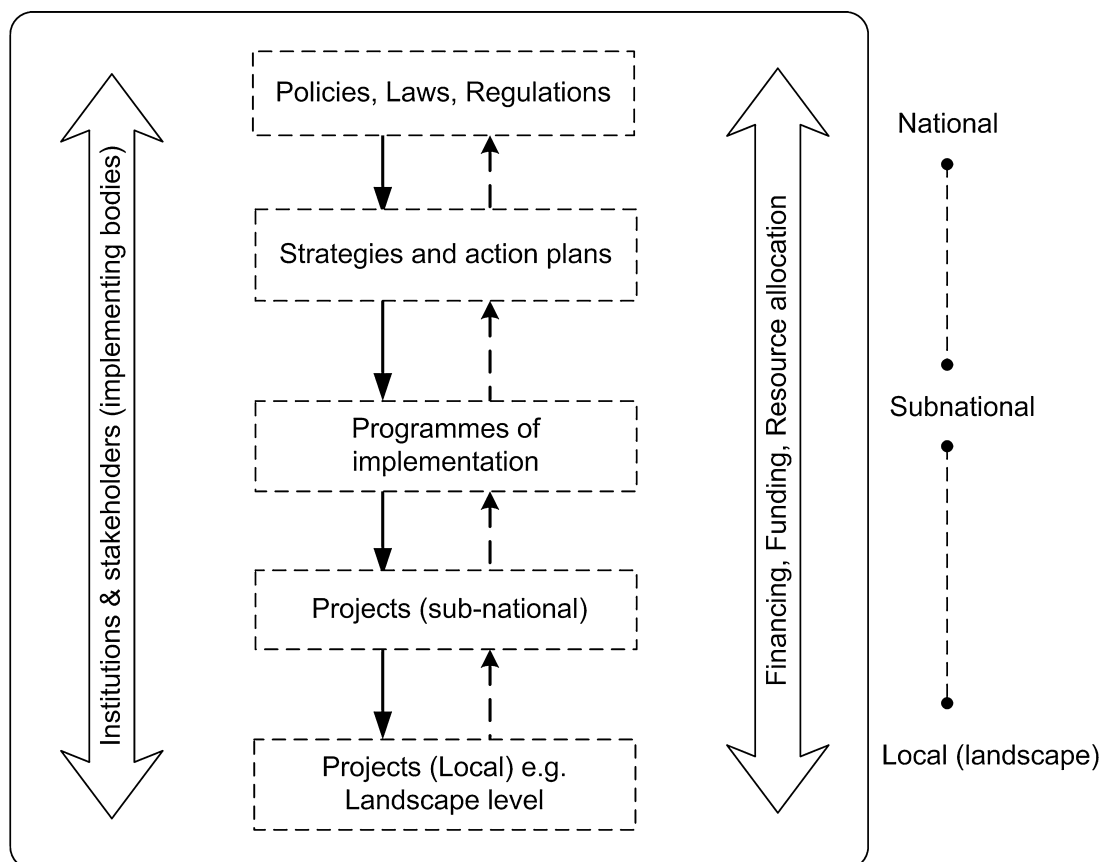 Policies, Laws, Regulations
Strategies and action plans
Programmes of
implementation
Projects (sub-national)
Projects (Local) e.g.
Landscape level
Institutions & stakeholders (implementing bodies)
Financing, Funding, Resource allocation
National
Subnational
Local (landscape)